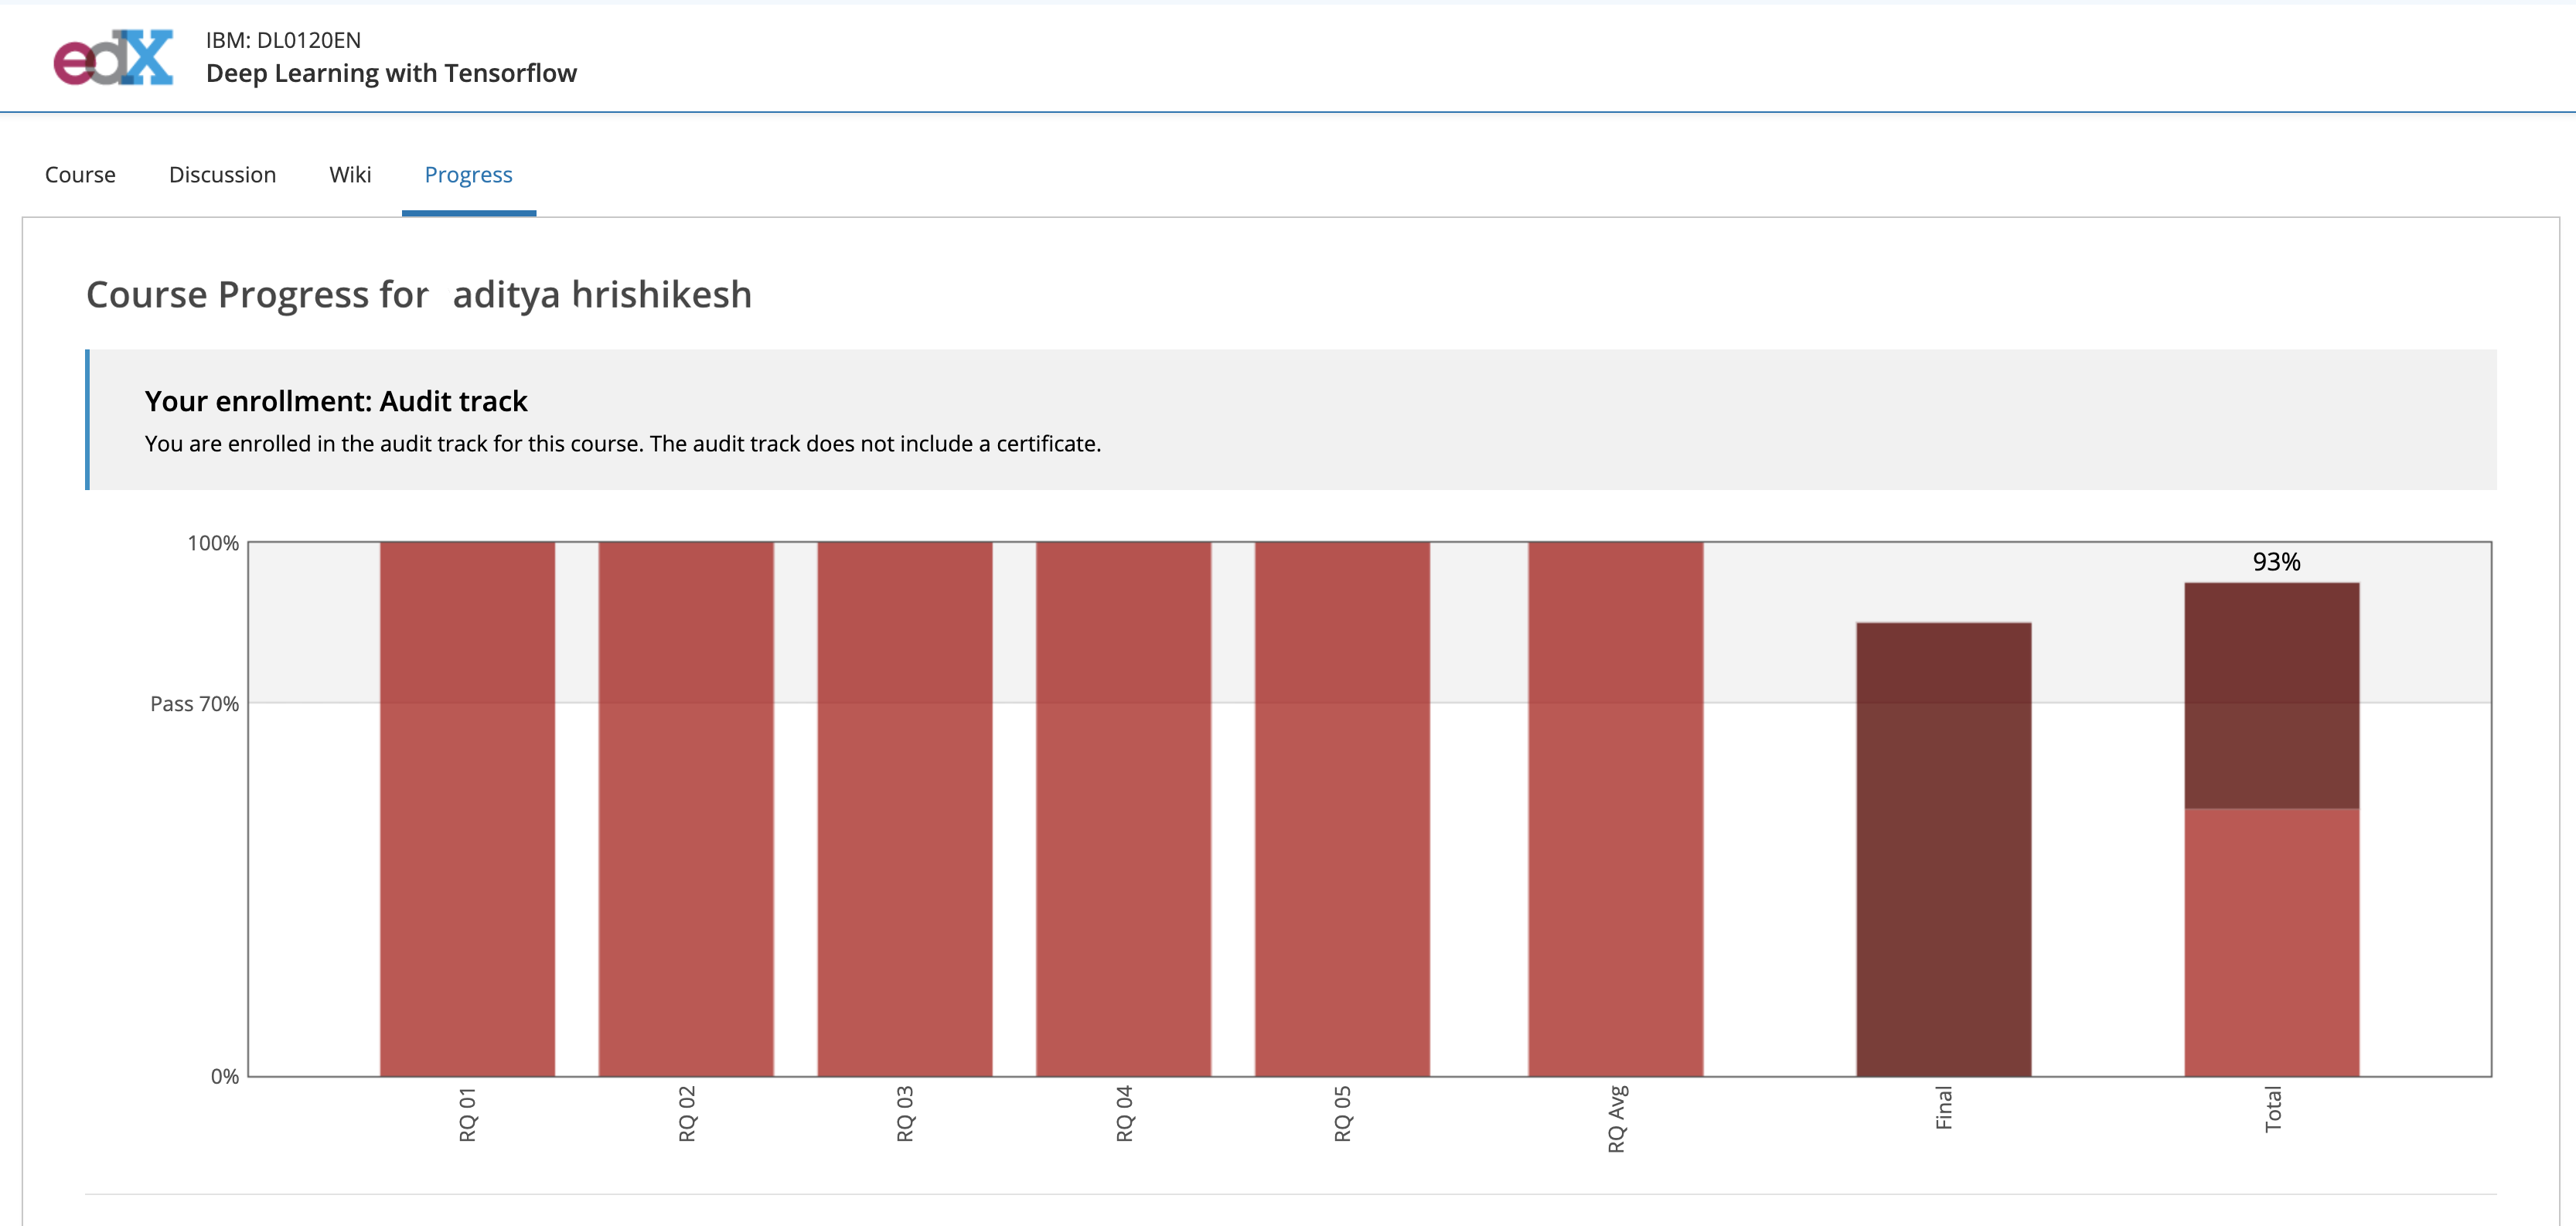 edX
IBM: DL0120EN
Deep Learning with Tensorflow
Course Discussion Wiki Progress
Course Progress for aditya hrishikesh
Your enrollment: Audit track
You are enrolled in the audit track for this course. The audit track does not include a certificate.
100%
93%
Pass 70%
0%
RQ 01
RQ 02
RQ 03
RQ 04
RQ 05
RQ Avg
Final
Total